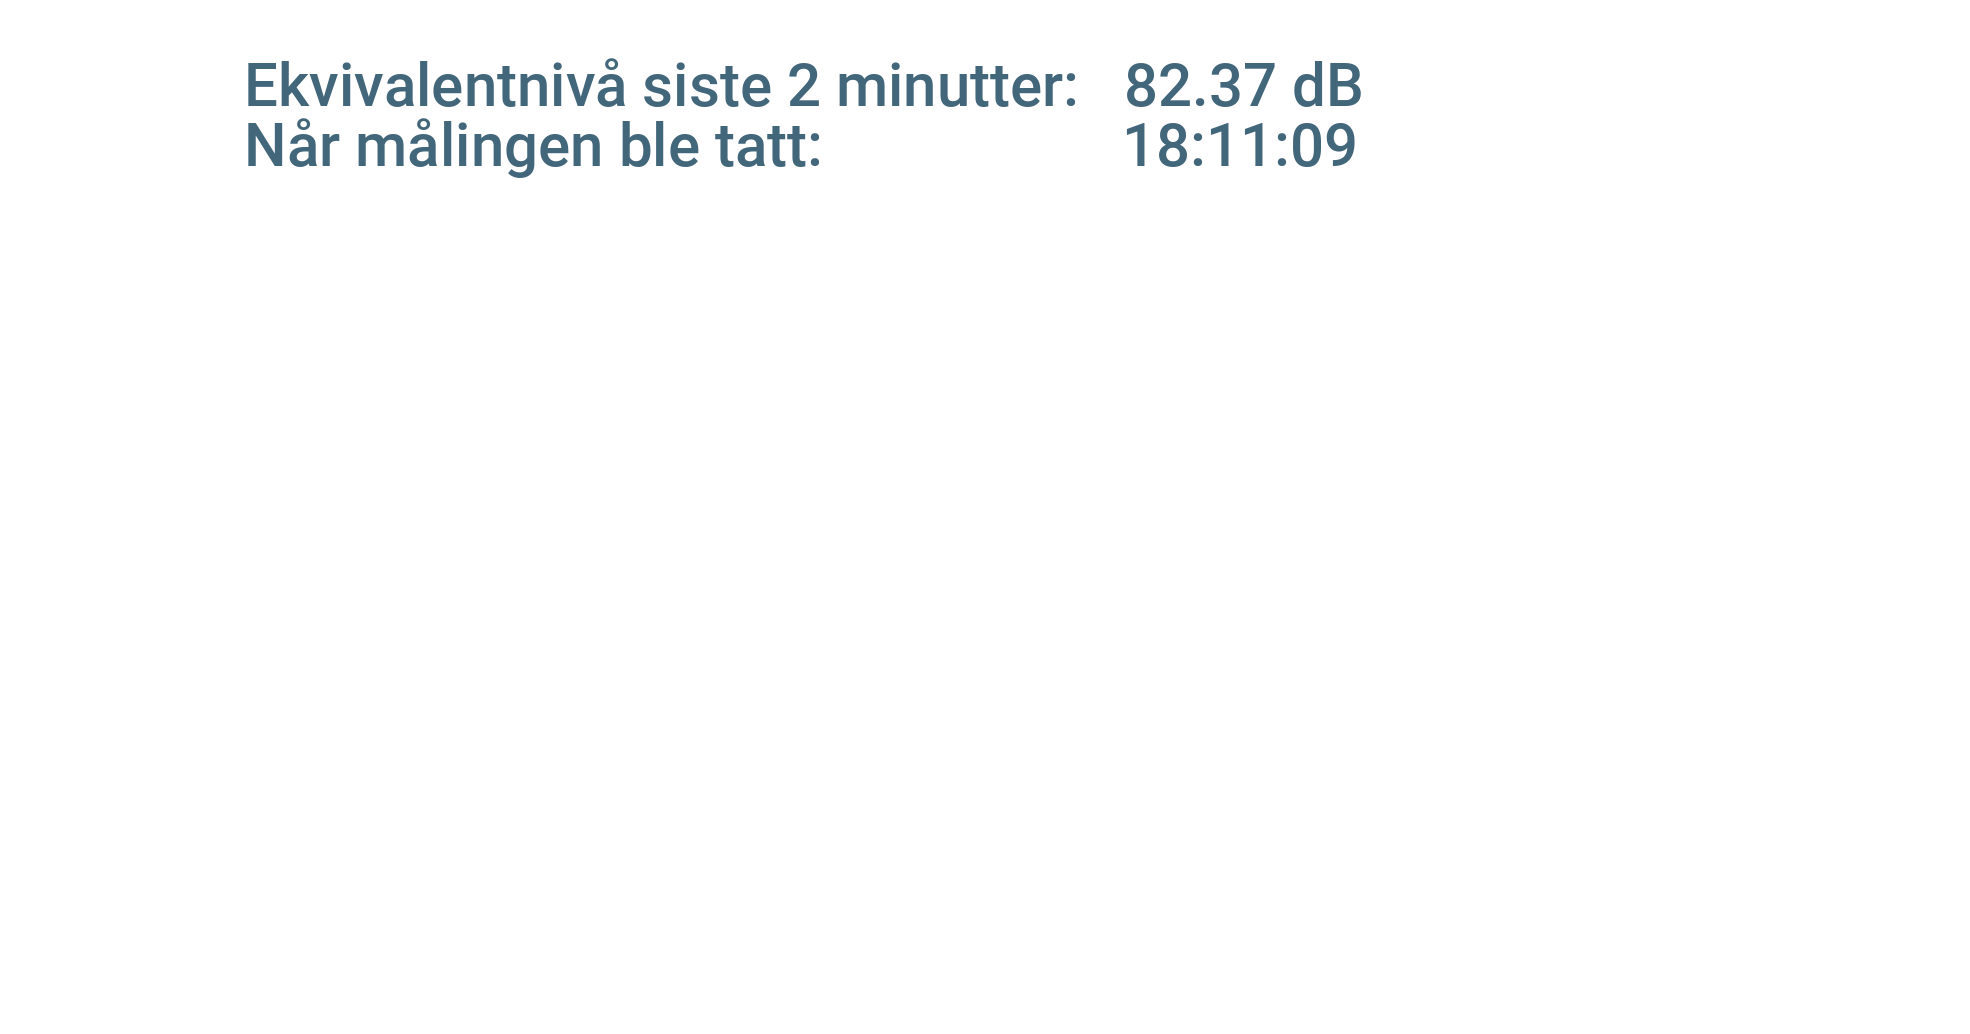 Ekvivalentnivå siste 2 minutter: 82.37 dB
Når målingen ble tatt: 18:11:09